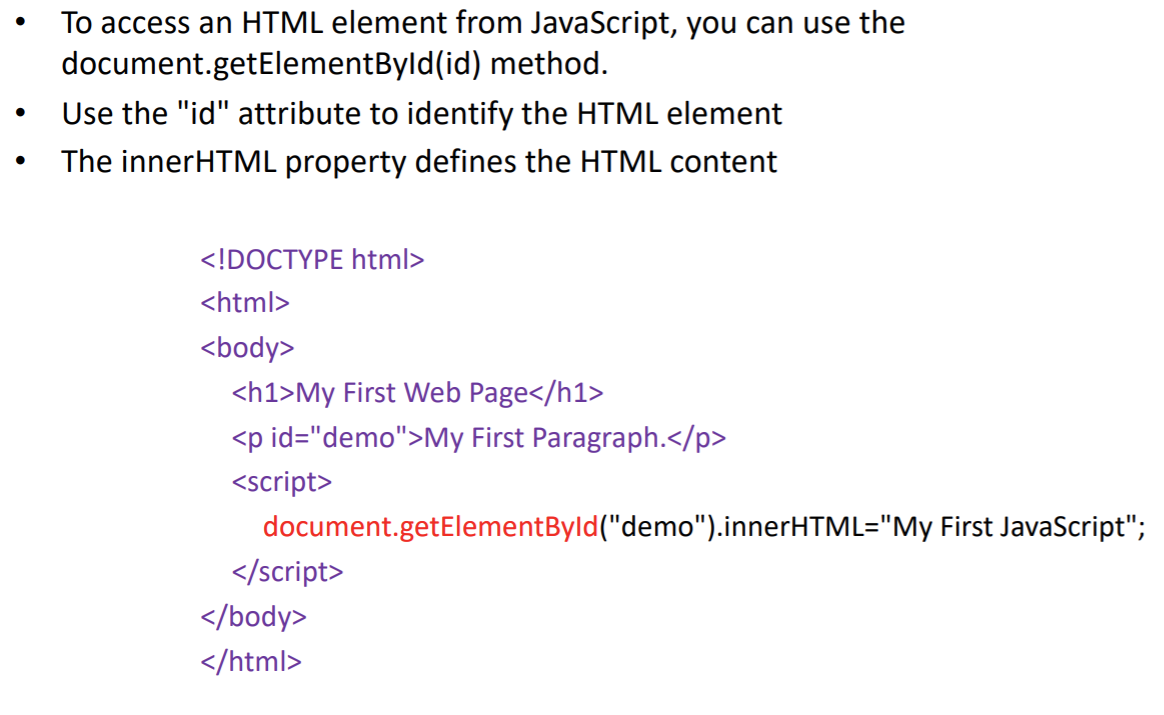 • To access an HTML element from JavaScript, you can use the
document.getElementById(id) method.
• Use the "id" attribute to identify the HTML element
• The innerHTML property defines the HTML content
<!DOCTYPE html>
<html>
<body>
<h1>My First Web Page</h1>
<p id="demo">My First Paragraph.</p>
<script>
document.getElementById("demo").innerHTML="My First JavaScript";
</script>
</body>
</html>